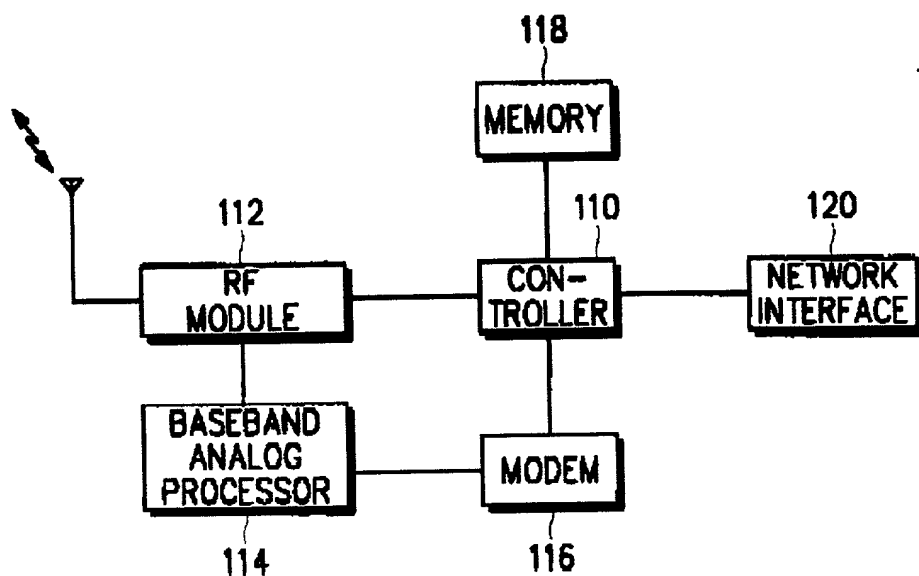 118
MEMORY
112
RF
MODULE
110
CON-
TROLLER
120
NETWORK
INTERFACE
BASEBAND
ANALOG
PROCESSOR
114
MODEM
116